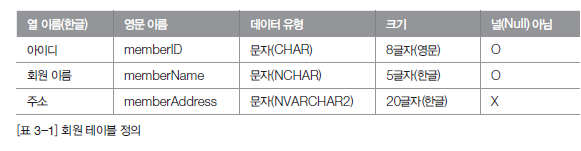 열 이름(한글) 영문 이름 데이터 유형 크기 널(Null) 아님
아이디 memberID 문자(CHAR) 8글자(영문) O
회원 이름 memberName 문자(NCHAR) 5글자(한글) O
주소 memberAddress 문자(NVARCHAR2) 20글자(한글) X
[표 3-1] 회원 테이블 정의